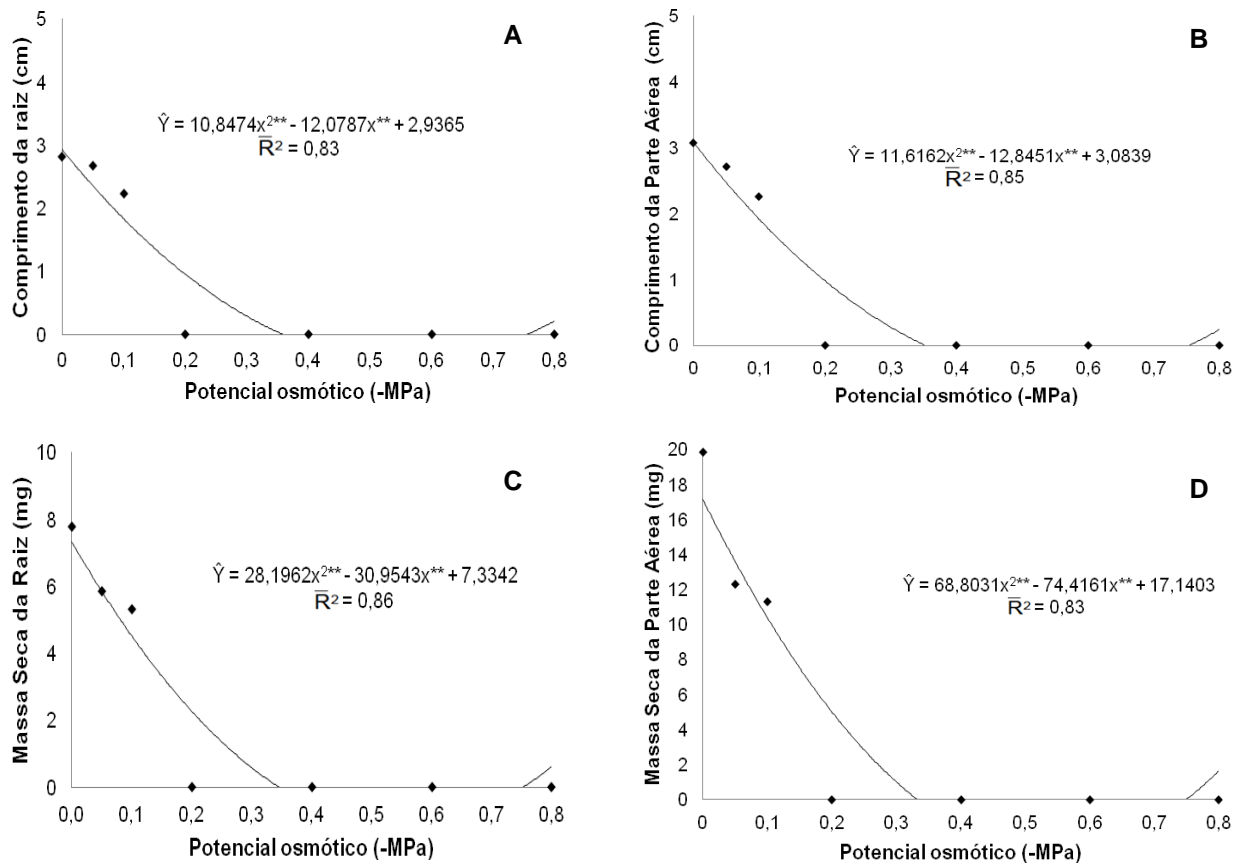 A
Comprimento da raiz (cm)
5
4
3
2
1
0
Ŷ = 10,8474x²** - 12,0787x** + 2,9365
R̅² = 0,83
0 0,1 0,2 0,3 0,4 0,5 0,6 0,7 0,8
Potencial osmótico (-MPa)
B
Comprimento da Parte Aérea (cm)
5
4
3
2
1
0
Ŷ = 11,6162x²** - 12,8451x** + 3,0839
R̅² = 0,85
0 0,1 0,2 0,3 0,4 0,5 0,6 0,7 0,8
Potencial osmótico (-MPa)
C
Massa Seca da Raiz (mg)
10
8
6
4
2
0
Ŷ = 28,1962x²** - 30,9543x** + 7,3342
R̅² = 0,86
0,0 0,1 0,2 0,3 0,4 0,5 0,6 0,7 0,8
Potencial osmótico (-MPa)
D
Massa Seca da Parte Aérea (mg)
20
18
16
14
12
10
8
6
4
2
0
Ŷ = 68,8031x²** - 74,4161x** + 17,1403
R̅² = 0,83
0 0,1 0,2 0,3 0,4 0,5 0,6 0,7 0,8
Potencial osmótico (-MPa)